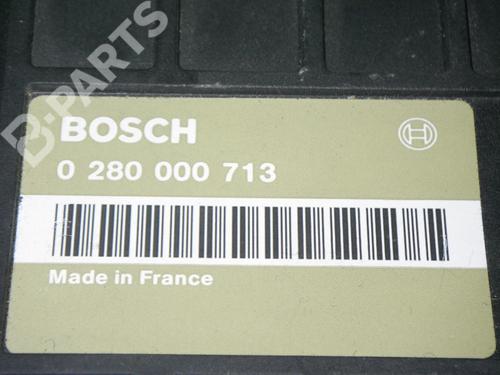 B-PARTS
BOSCH
0 280 000 713
Made in France